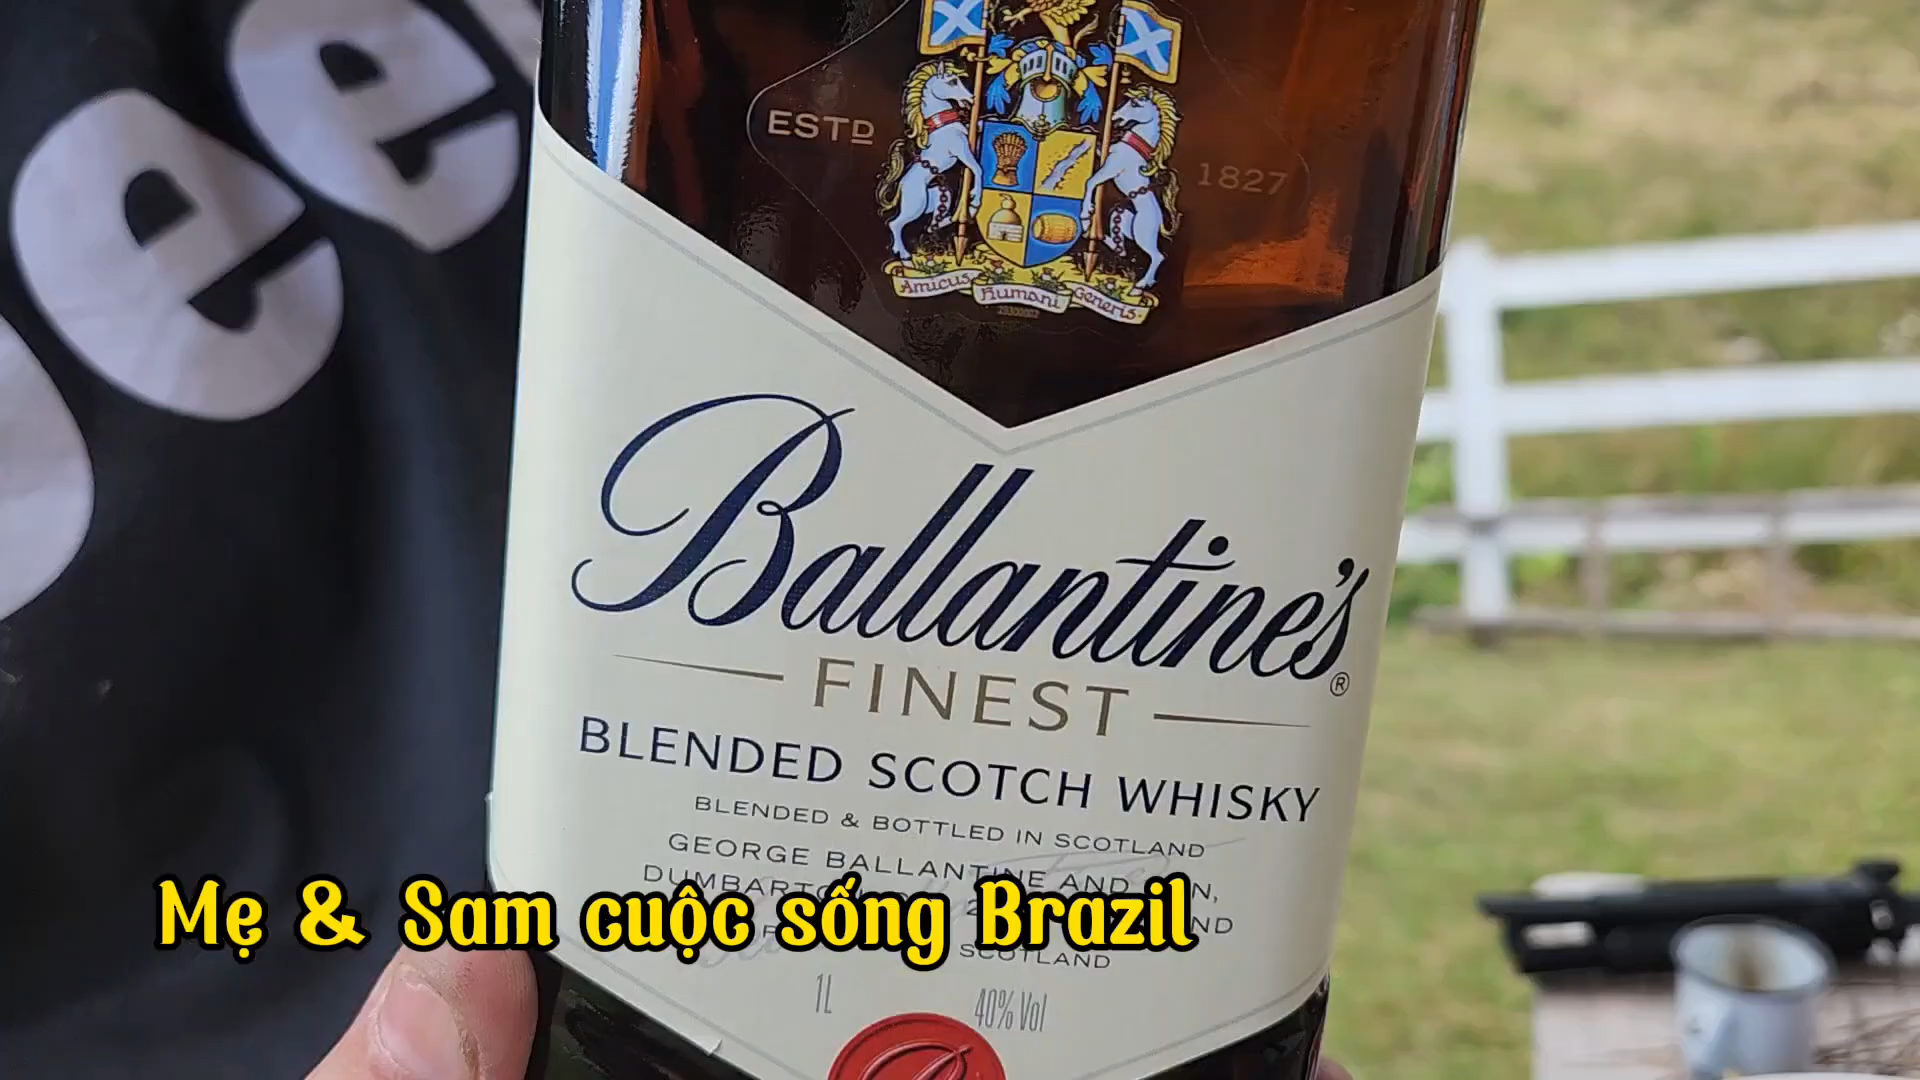 ee
ESTD
1827
Amicus Humani Generis
Ballantine's®
FINEST
BLENDED SCOTCH WHISKY
BLENDED & BOTTLED IN SCOTLAND
GEORGE BALLANTINE AND
SCOTLAND
Mẹ & Sam cuộc sống Brazil
1L
40% Vol